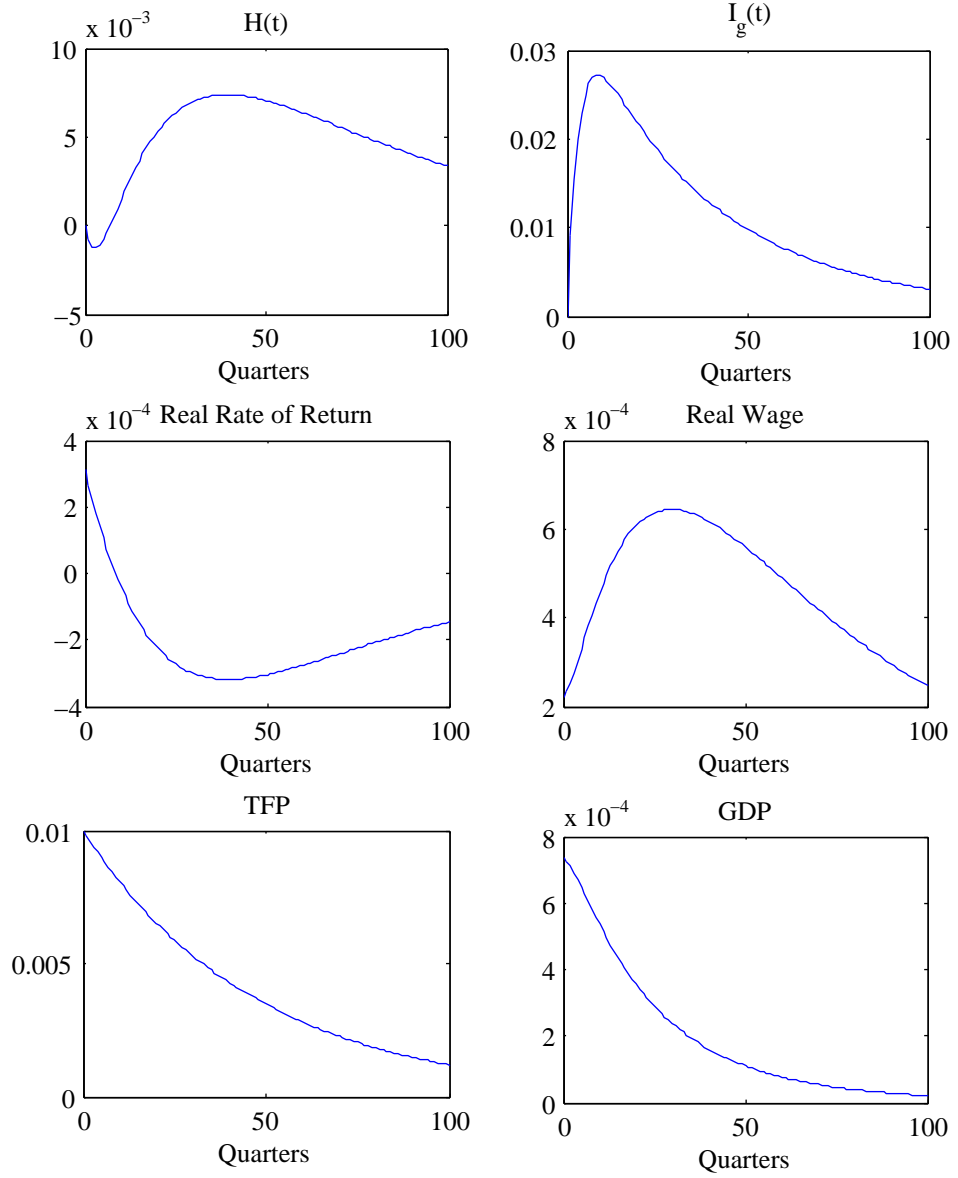 H(t)
x 10⁻³
10
5
0
−5
0
50
100
Quarters
I_g(t)
0.03
0.02
0.01
0
0
50
100
Quarters
x 10⁻⁴ Real Rate of Return
4
2
0
−2
−4
0
50
100
Quarters
Real Wage
x 10⁻⁴
8
6
4
2
0
50
100
Quarters
TFP
0.01
0.005
0
0
50
100
Quarters
GDP
x 10⁻⁴
8
6
4
2
0
0
50
100
Quarters